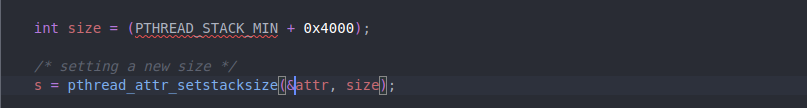 int size = (PTHREAD_STACK_MIN + 0x4000);
/* setting a new size */
s = pthread_attr_setstacksize(&attr, size);